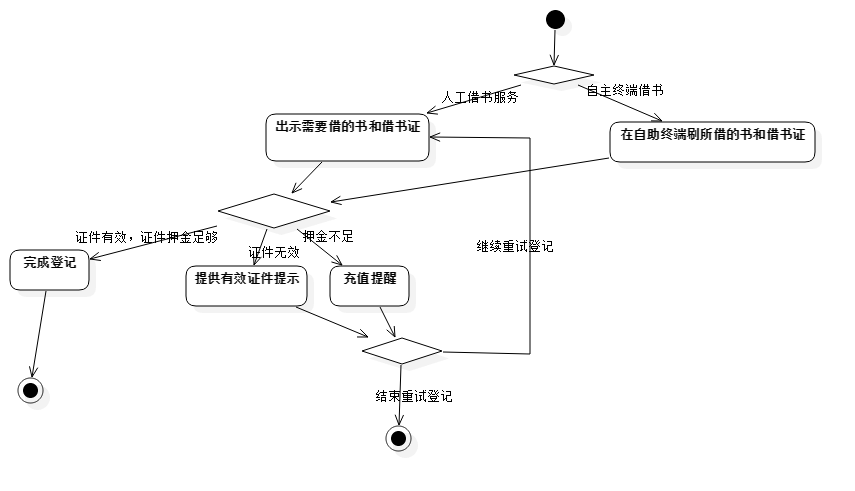 自主终端借书
人工借书服务
出示需要借的书和借书证
在自助终端刷所借的书和借书证
证件有效，证件押金足够
押金不足
证件无效
继续重试登记
完成登记
提供有效证件提示
充值提醒
结束重试登记